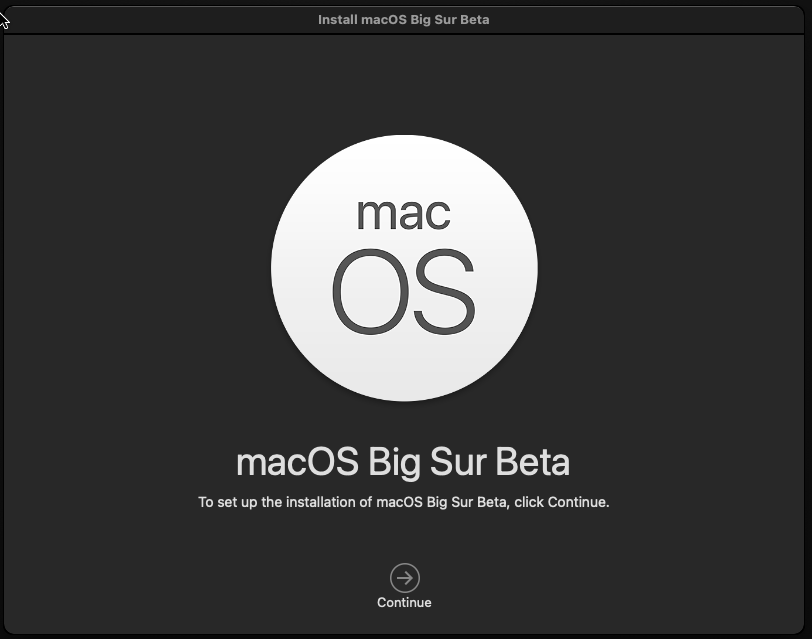 Install macOS Big Sur Beta
mac
OS
macOS Big Sur Beta
To set up the installation of macOS Big Sur Beta, click Continue.
Continue